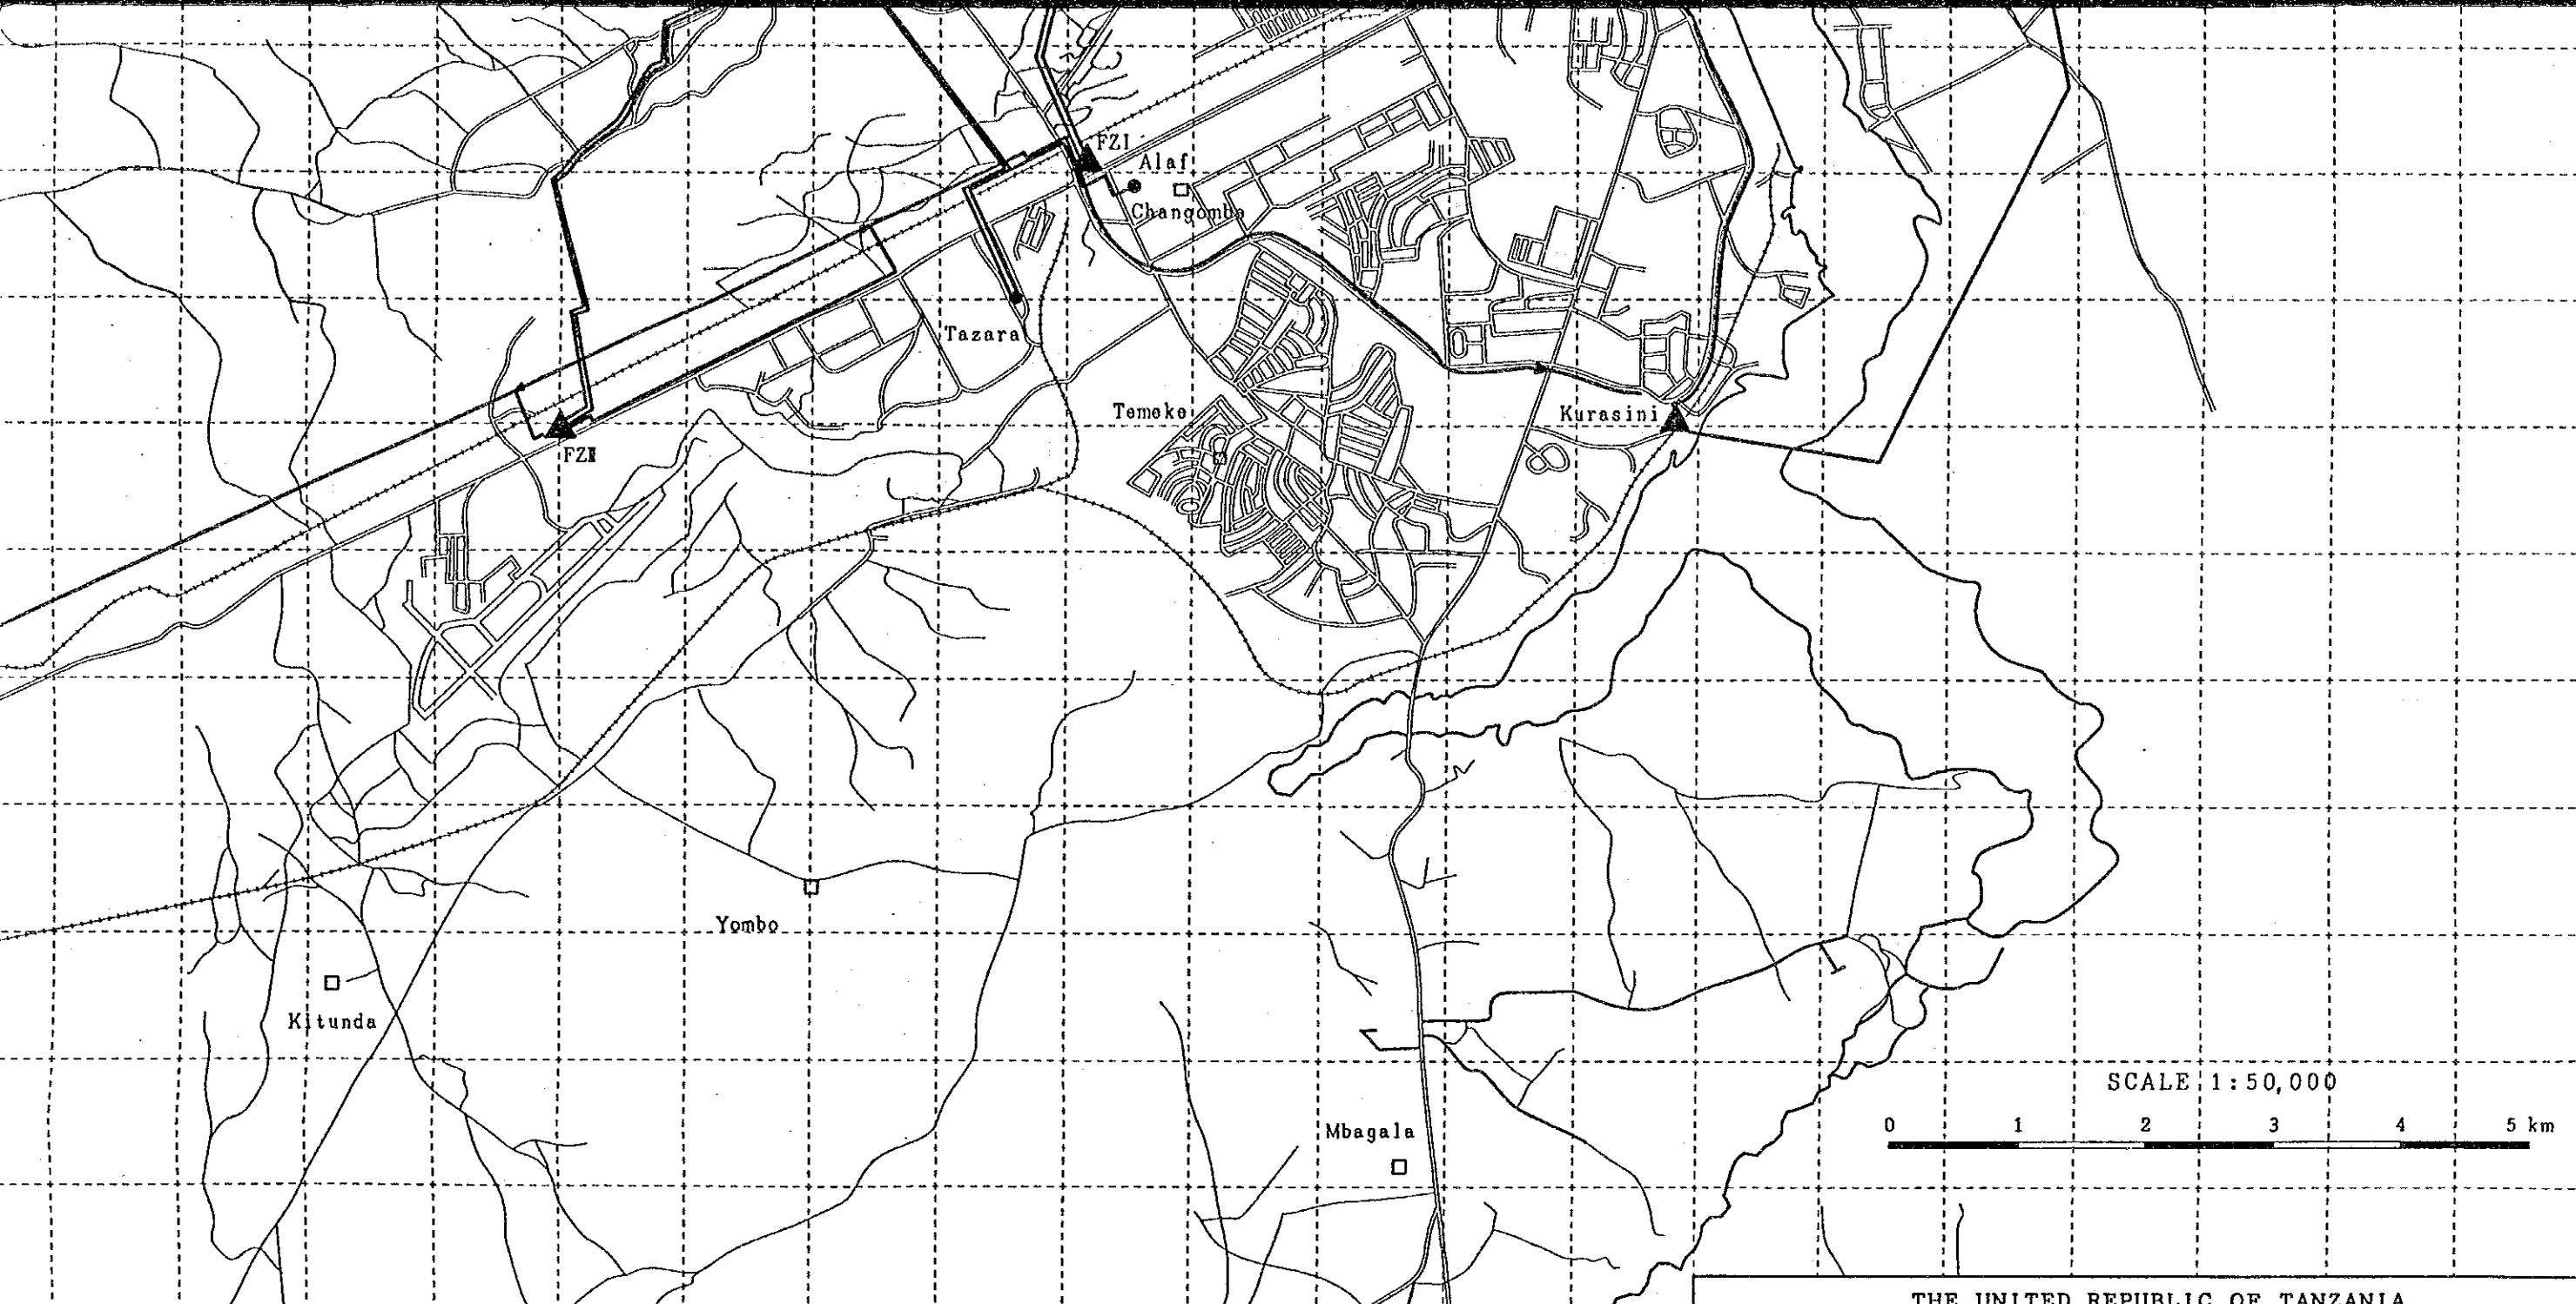 FZI
Alaf
Changombe
Tazara
Temeke
Kurasini
Yombo
Kitunda
SCALE 1:50,000
0 1 2 3 4 5 km
Mbagala
THE UNITED REPUBLIC OF TANZANIA